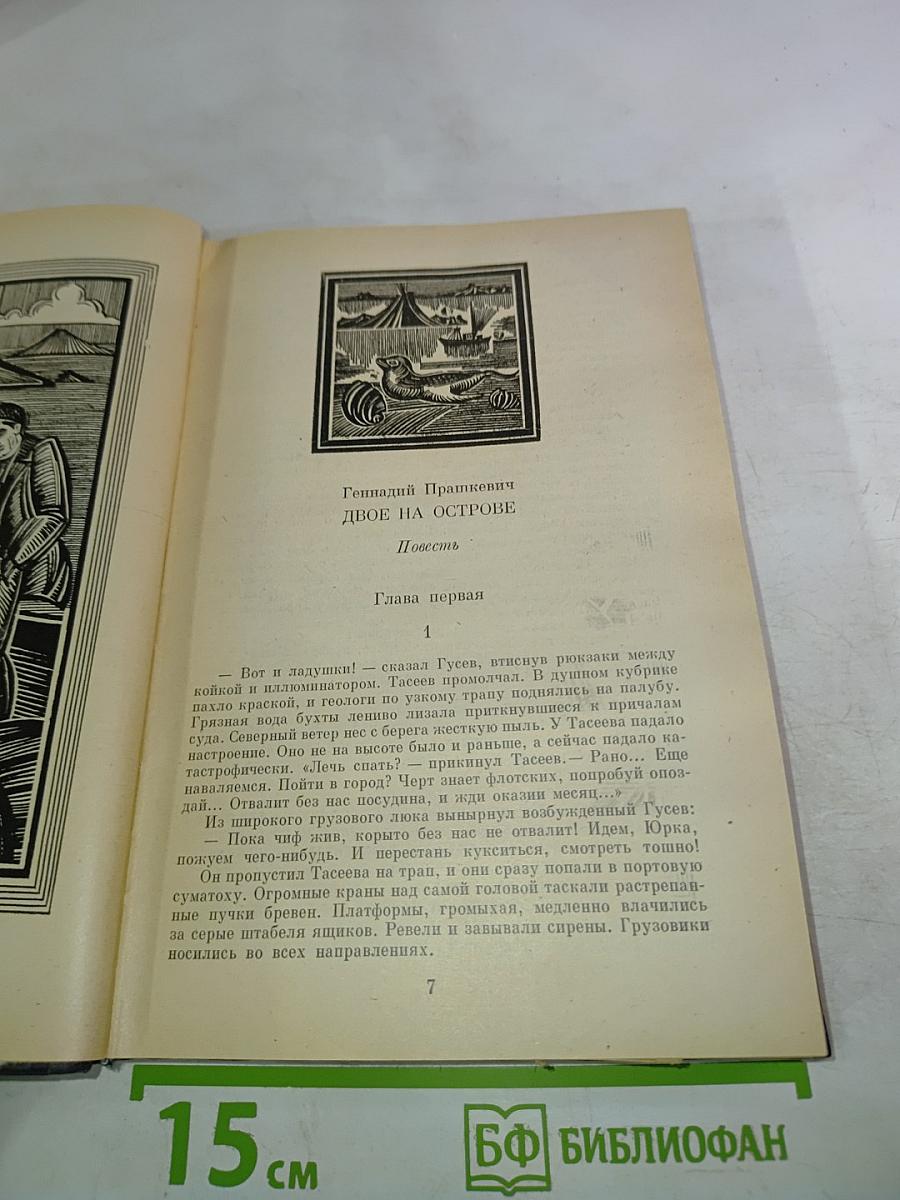 Геннадий Прашкевич
ДВОЕ НА ОСТРОВЕ
Повесть
Глава первая
1
— Вот и ладушки! — сказал Гусев, втиснув рюкзаки между
койкой и иллюминатором. Тасеев промолчал. В душном кубрике
пахло краской, и геологи по узкому трапу поднялись на палубу.
Грязная вода бухты лениво лизала приткнувшиеся к причалам
суда. Северный ветер нес с берега жесткую пыль. У Тасеева падало
настроение. Оно не на высоте было и раньше, а сейчас падало ка-
тастрофически. «Лечь спать? — прикинул Тасеев.— Рано... Еще
наваляемся. Пойти в город? Черт знает флотских, попробуй опоз-
дай... Отвалит без нас посудина, и жди оказии месяц...»
Из широкого грузового люка вынырнул возбужденный Гусев:
— Пока чиф жив, корыто без нас не отвалит! Идем, Юрка,
пожуем чего-нибудь. И перестань кукситься, смотреть тошно!
Он пропустил Тасеева на трап, и они сразу попали в портовую
суматоху. Огромные краны над самой головой таскали растрепан-
ные пучки бревен. Платформы, громыхая, медленно влачились
за серые штабеля ящиков. Ревели и завывали сирены. Грузовики
носились во всех направлениях.
7
15 см
БФ БИБЛИОФАН